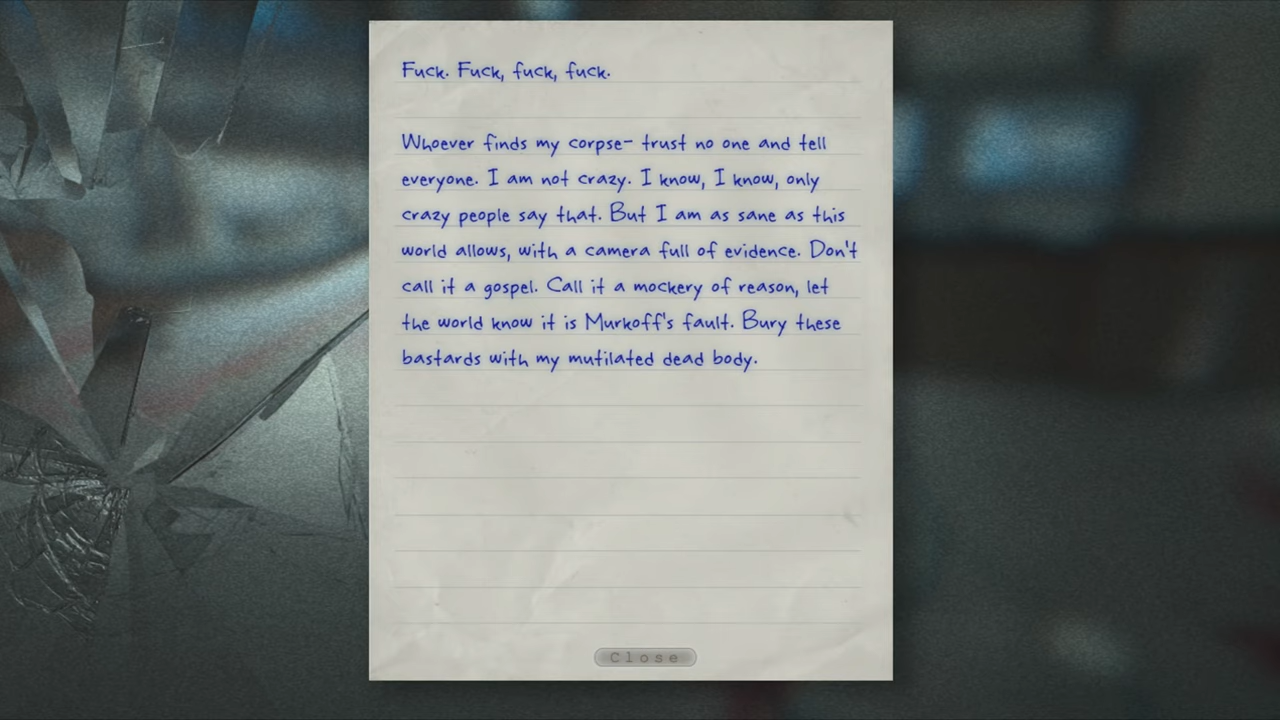 Fuck. Fuck, fuck, fuck.
Whoever finds my corpse- trust no one and tell
everyone. I am not crazy. I know, I know, only
crazy people say that. But I am as sane as this
world allows, with a camera full of evidence. Don't
call it a gospel. Call it a mockery of reason, let
the world know it is Murkoff's fault. Bury these
bastards with my mutilated dead body.
Close